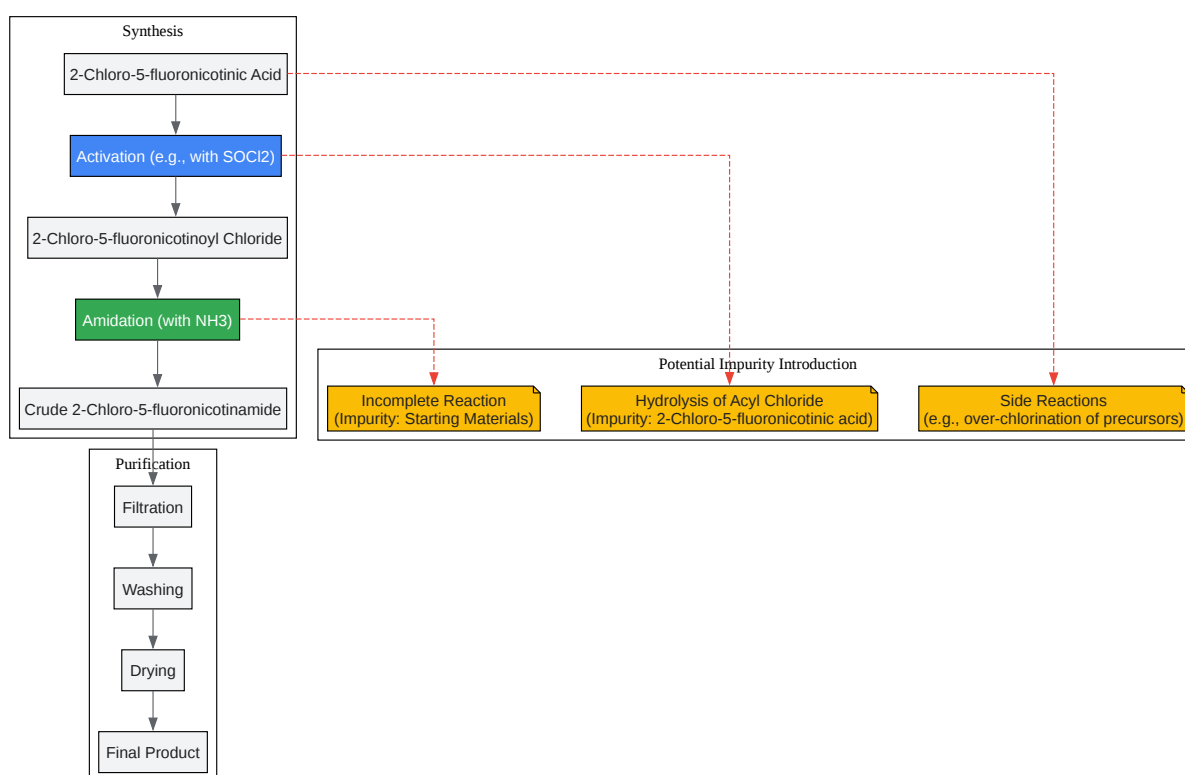 Synthesis
2-Chloro-5-fluoronicotinic Acid
Activation (e.g., with SOCl2)
2-Chloro-5-fluoronicotinoyl Chloride
Amidation (with NH3)
Crude 2-Chloro-5-fluoronicotinamide
Potential Impurity Introduction
Incomplete Reaction
(Impurity: Starting Materials)
Hydrolysis of Acyl Chloride
(Impurity: 2-Chloro-5-fluoronicotinic acid)
Side Reactions
(e.g., over-chlorination of precursors)
Purification
Filtration
Washing
Drying
Final Product